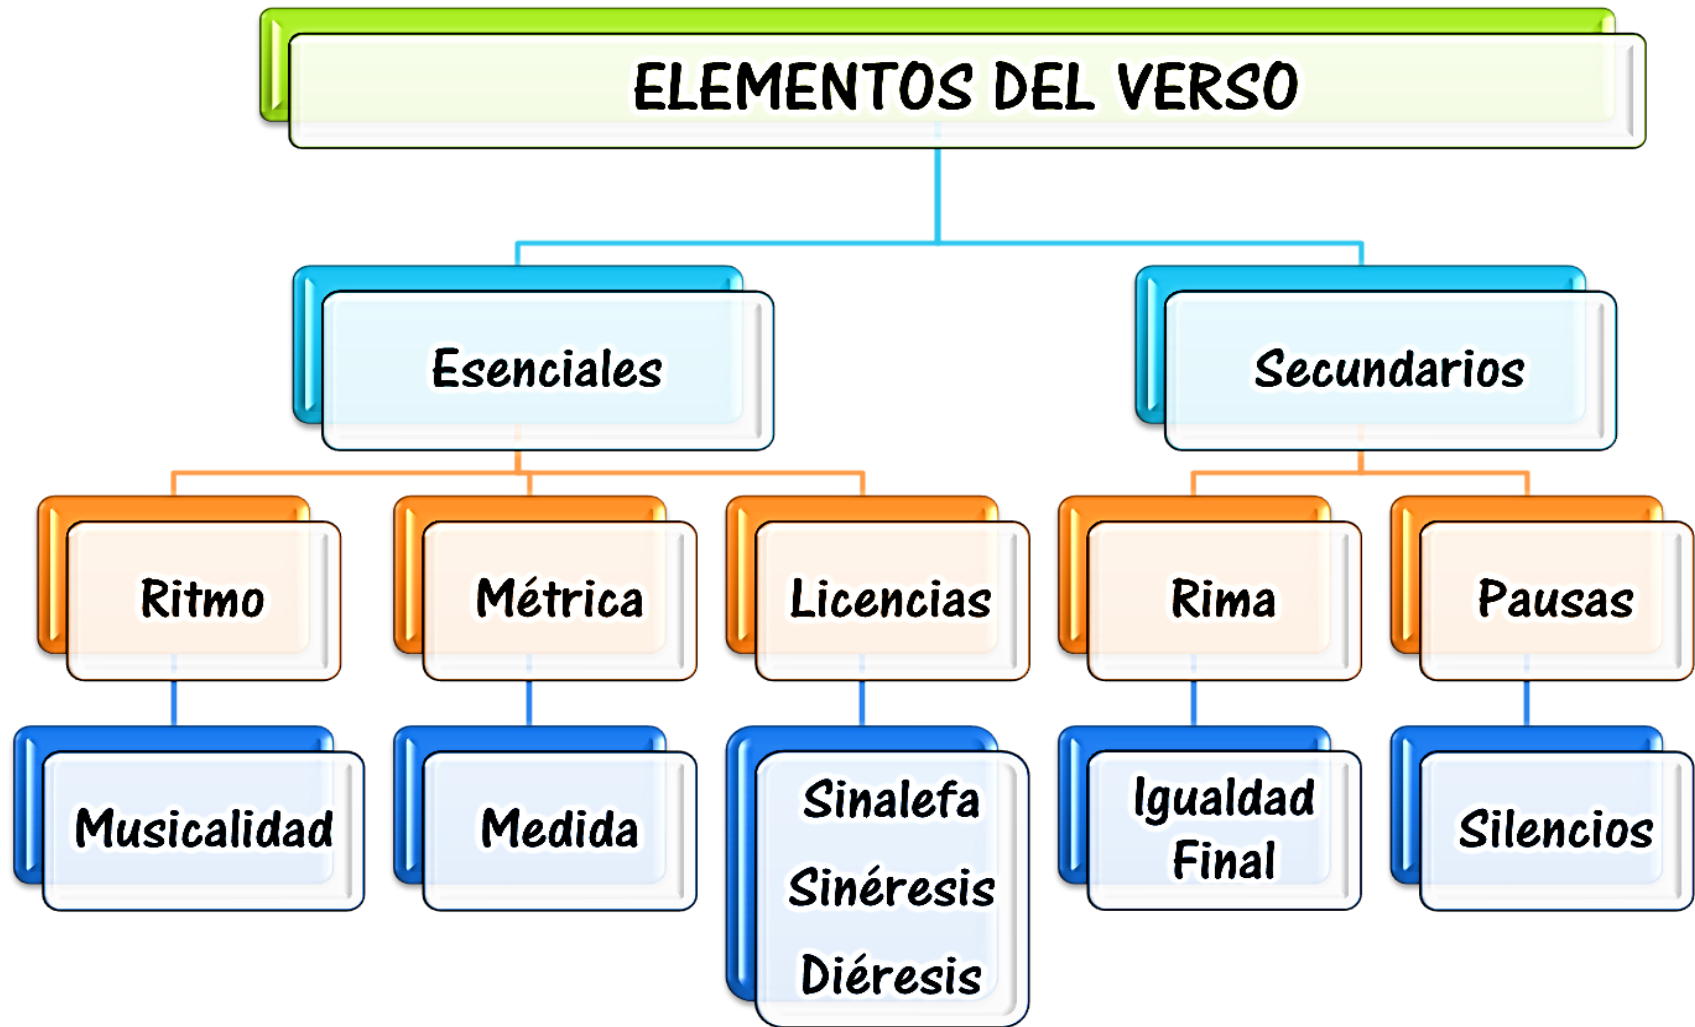 ELEMENTOS DEL VERSO
Esenciales
Secundarios
Ritmo
Métrica
Licencias
Rima
Pausas
Musicalidad
Medida
Sinalefa
Sinéresis
Diéresis
Igualdad
Final
Silencios